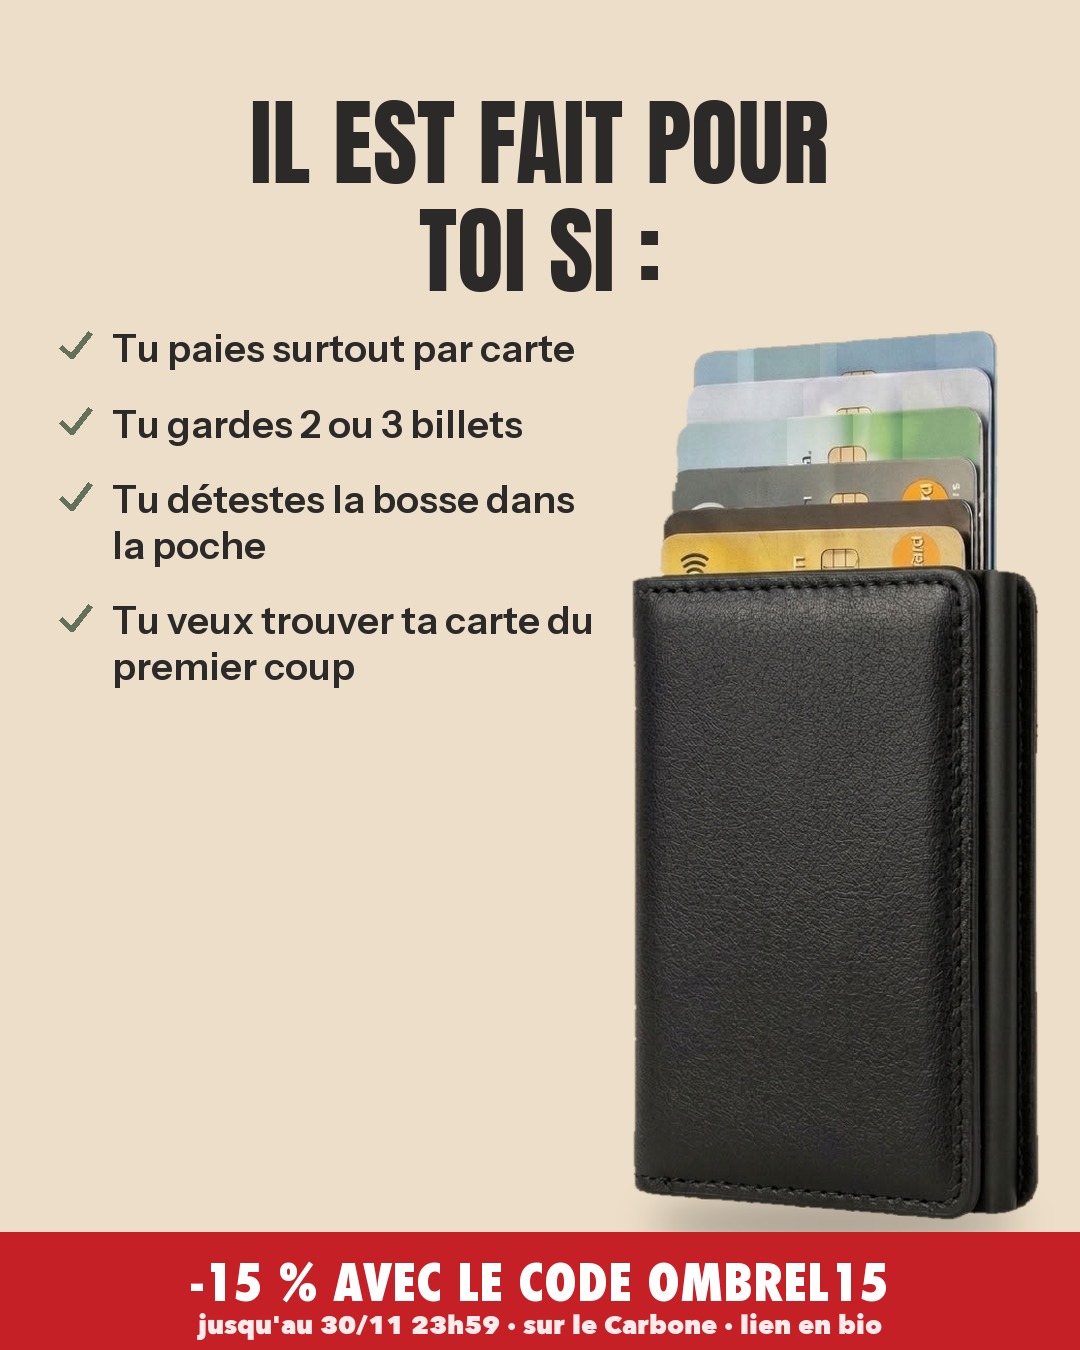 IL EST FAIT POUR
TOI SI :
Tu paies surtout par carte
Tu gardes 2 ou 3 billets
Tu détestes la bosse dans
la poche
Tu veux trouver ta carte du
premier coup
-15 % AVEC LE CODE OMBREL15
jusqu'au 30/11 23h59 • sur le Carbone • lien en bio